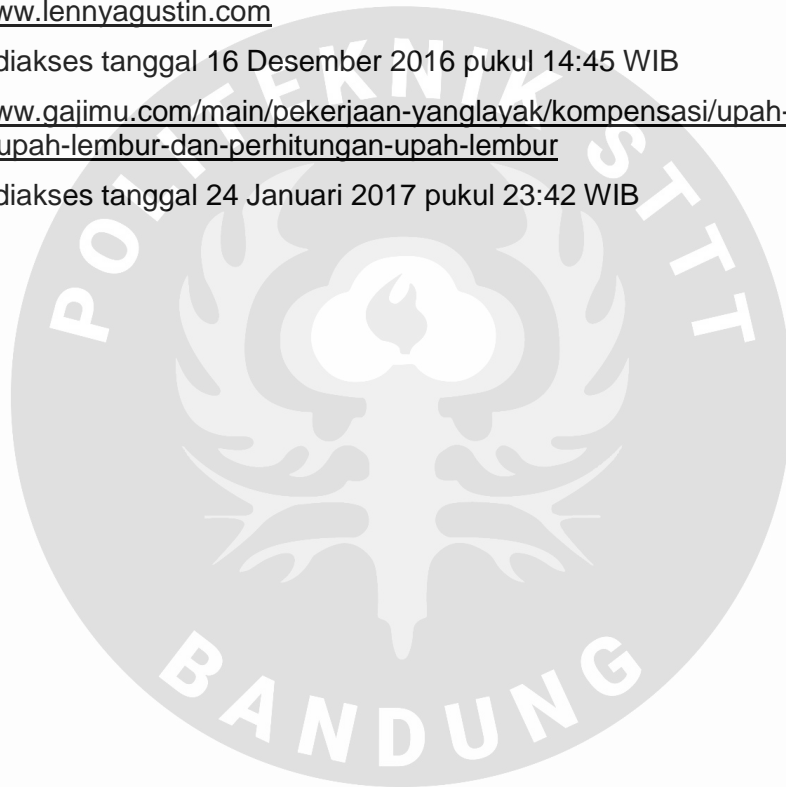 ww.lennyagustin.com
diakses tanggal 16 Desember 2016 pukul 14:45 WIB
ww.gajimu.com/main/pekerjaan-yanglayak/kompensasi/upah-
upah-lembur-dan-perhitungan-upah-lembur
diakses tanggal 24 Januari 2017 pukul 23:42 WIB
POLITEKNIK STTT
BANDUNG